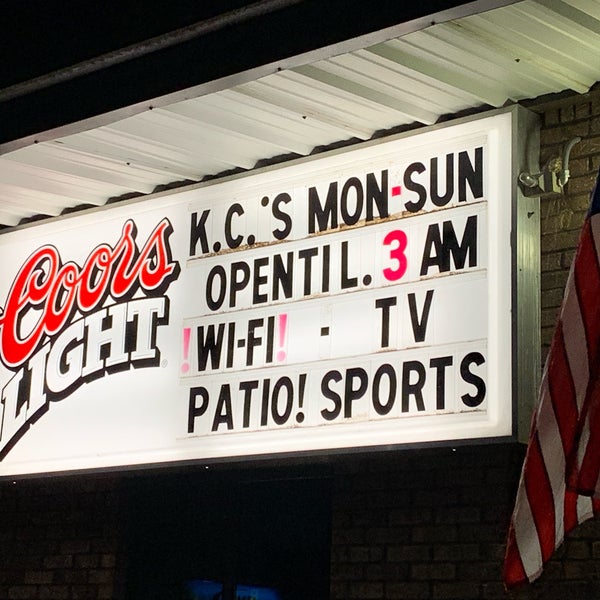 Coors
LIGHT
K.C.'S MON-SUN
OPENTIL. 3 AM
!WI-FI! - TV
PATIO! SPORTS